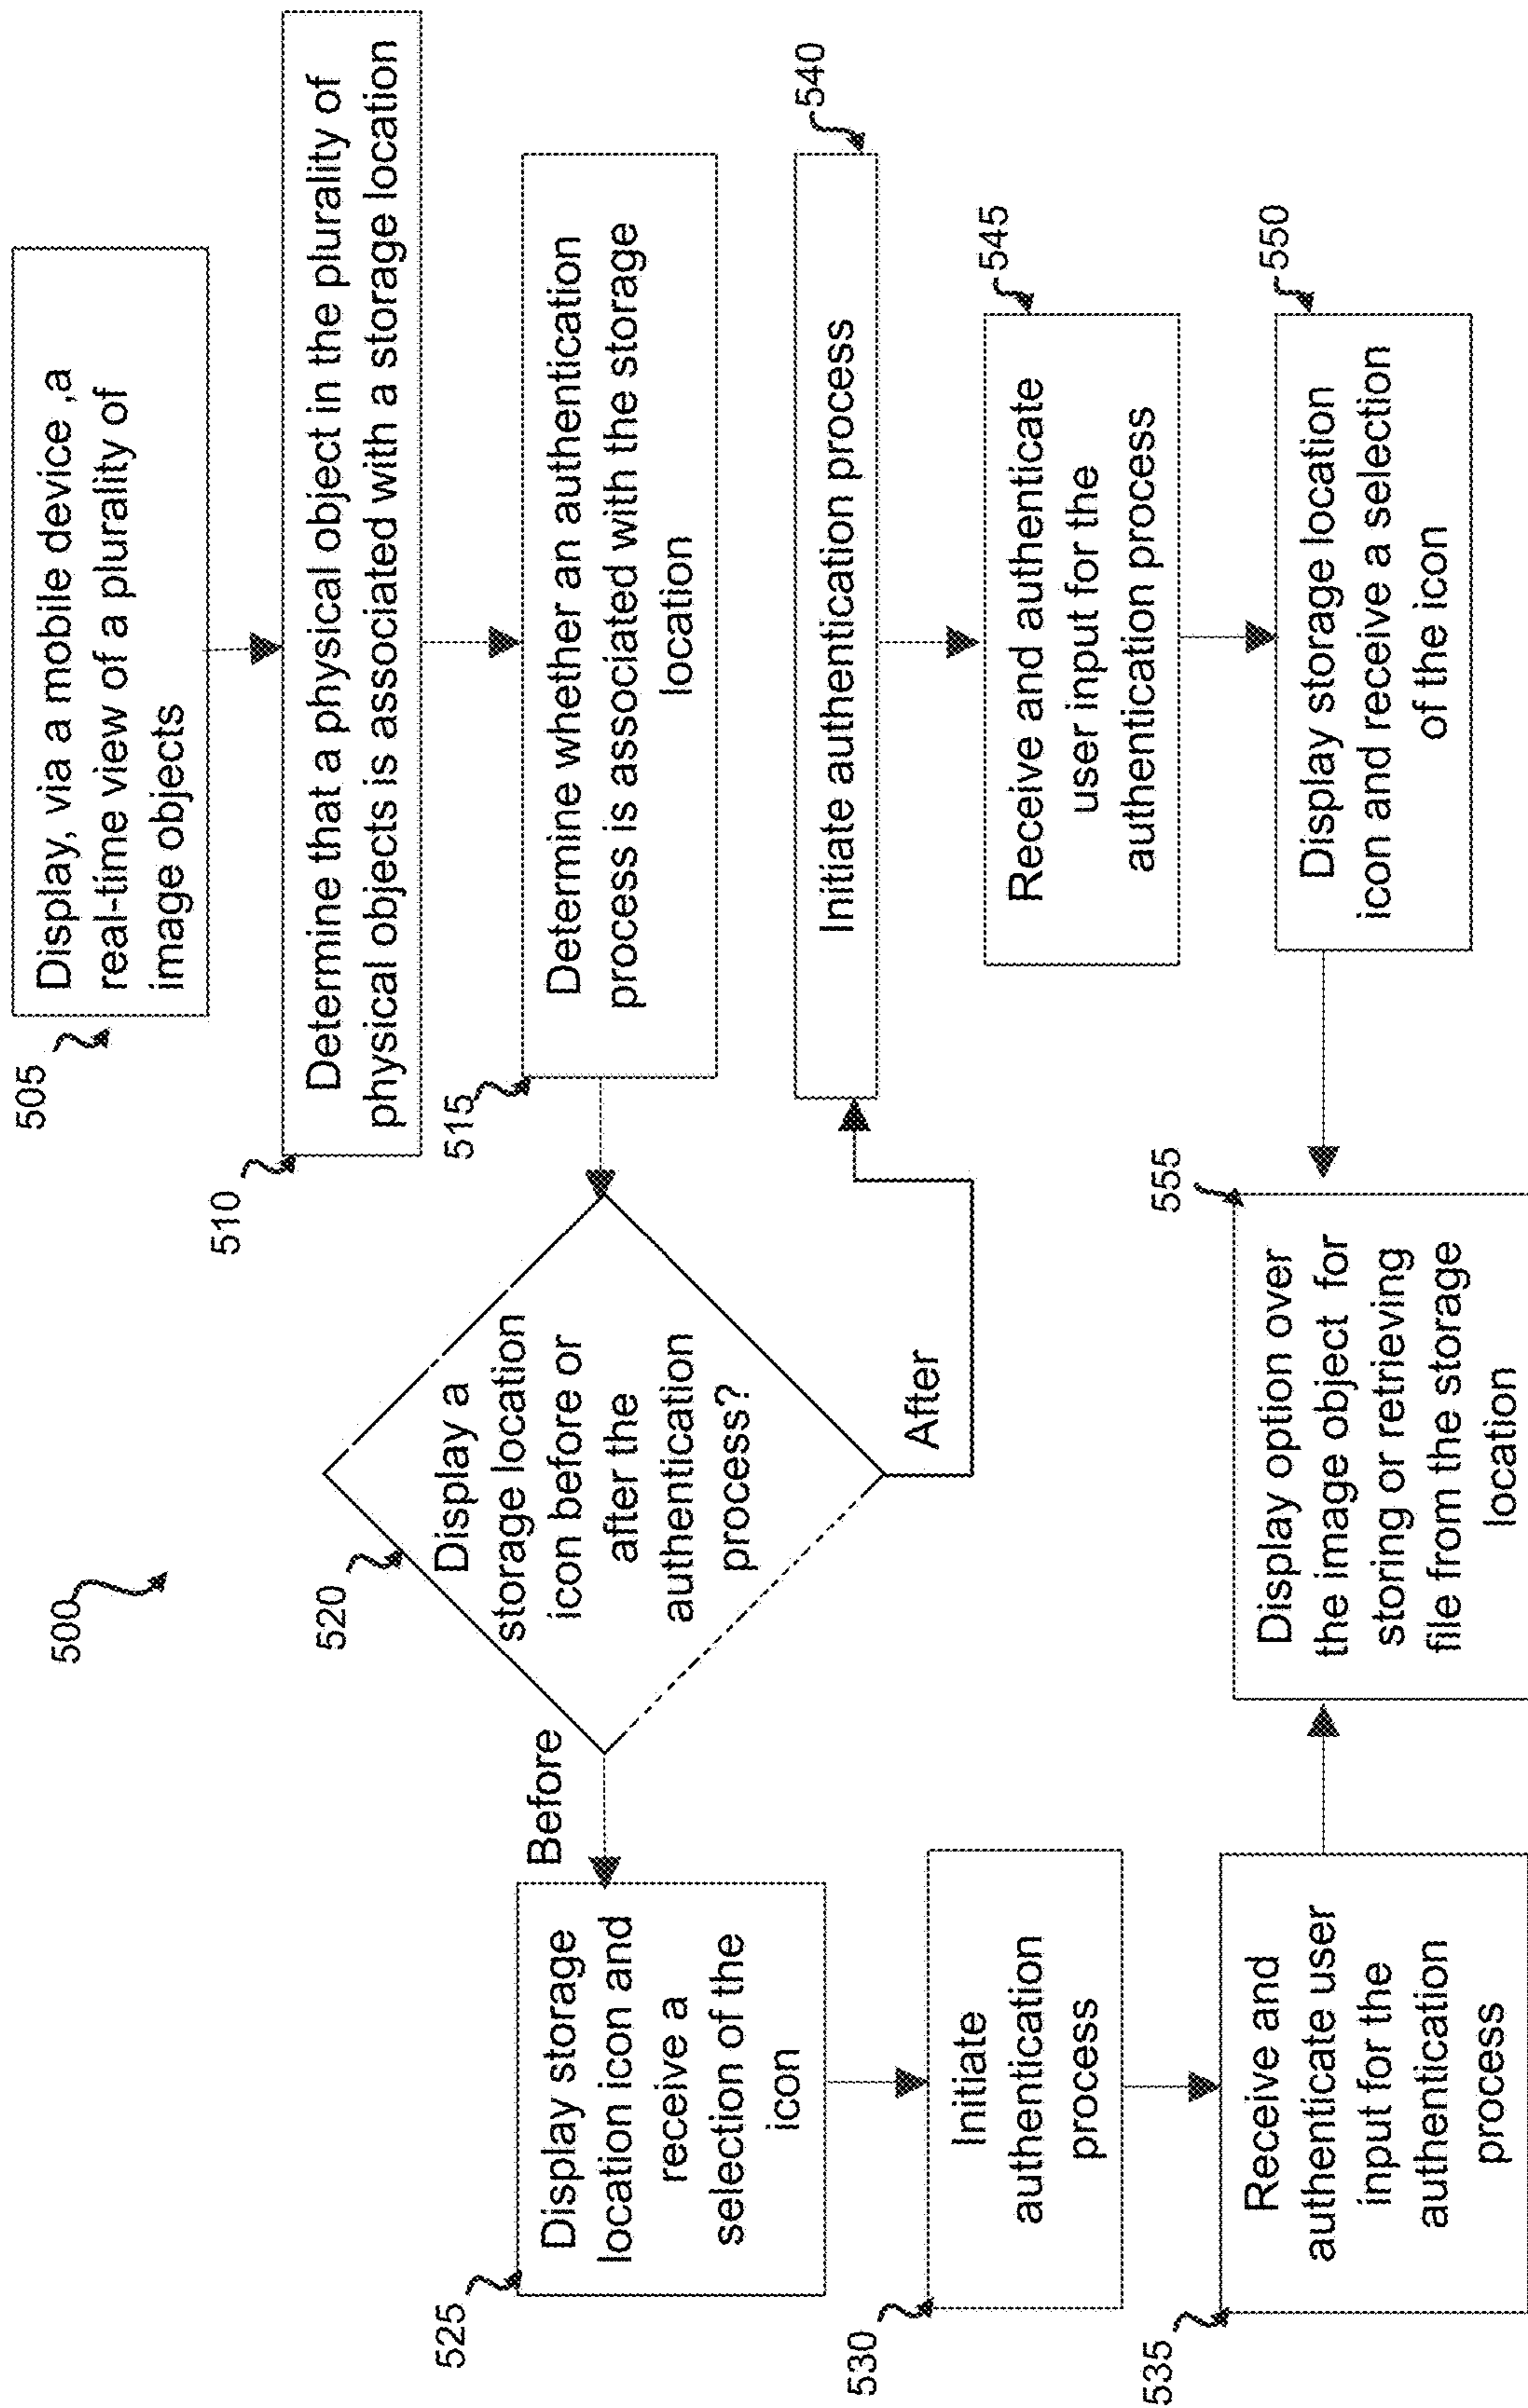 500
505
Display, via a mobile device ,a
real-time view of a plurality of
image objects
510
Determine that a physical object in the plurality of
physical objects is associated with a storage location
515
Determine whether an authentication
process is associated with the storage
location
520
Display a
storage location
icon before or
after the
authentication
process?
Before
After
525
Display storage
location icon and
receive a
selection of the
icon
530
Initiate
authentication
process
535
Receive and
authenticate user
input for the
authentication
process
540
Initiate authentication process
545
Receive and authenticate
user input for the
authentication process
550
Display storage location
icon and receive a selection
of the icon
555
Display option over
the image object for
storing or retrieving
file from the storage
location